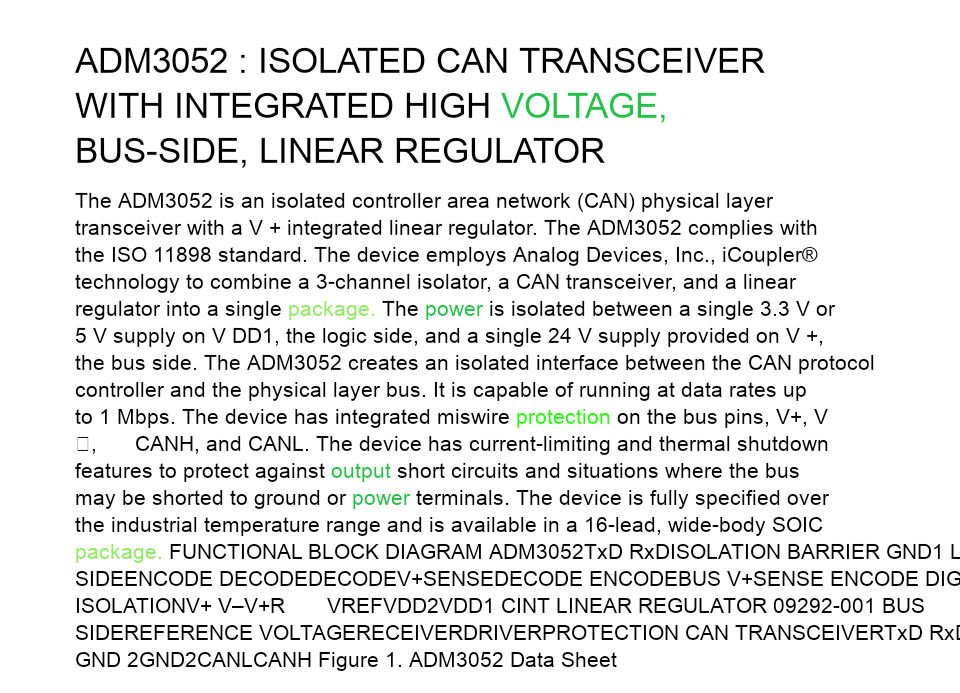 ADM3052 : ISOLATED CAN TRANSCEIVER
WITH INTEGRATED HIGH VOLTAGE,
BUS-SIDE, LINEAR REGULATOR
The ADM3052 is an isolated controller area network (CAN) physical layer
transceiver with a V + integrated linear regulator. The ADM3052 complies with
the ISO 11898 standard. The device employs Analog Devices, Inc., iCoupler®
technology to combine a 3-channel isolator, a CAN transceiver, and a linear
regulator into a single package. The power is isolated between a single 3.3 V or
5 V supply on V DD1, the logic side, and a single 24 V supply provided on V +,
the bus side. The ADM3052 creates an isolated interface between the CAN protocol
controller and the physical layer bus. It is capable of running at data rates up
to 1 Mbps. The device has integrated miswire protection on the bus pins, V+, V
, CANH, and CANL. The device has current-limiting and thermal shutdown
features to protect against output short circuits and situations where the bus
may be shorted to ground or power terminals. The device is fully specified over
the industrial temperature range and is available in a 16-lead, wide-body SOIC
package. FUNCTIONAL BLOCK DIAGRAM ADM3052TxD RxDISOLATION BARRIER GND1 L
SIDEENCODE DECODEDECODEV+SENSEDECODE ENCODEBUS V+SENSE ENCODE DIG
ISOLATIONV+ V–V+R VREFVDD2VDD1 CINT LINEAR REGULATOR 09292-001 BUS
SIDEREFERENCE VOLTAGERECEIVERDRIVERPROTECTION CAN TRANSCEIVERTxD RxD
GND 2GND2CANLCANH Figure 1. ADM3052 Data Sheet